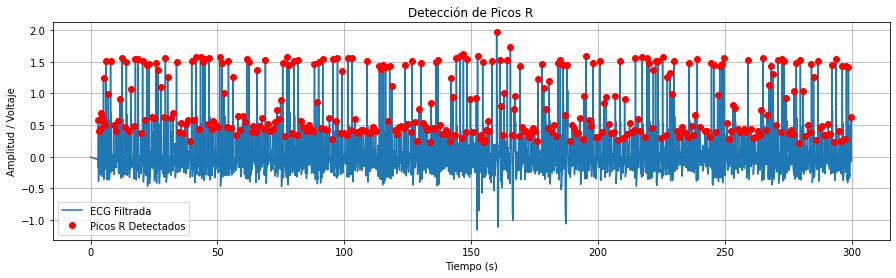 Detección de Picos R
Amplitud / Voltaje
2.0
1.5
1.0
0.5
0.0
−0.5
−1.0
ECG Filtrada
Picos R Detectados
0
50
100
150
200
250
300
Tiempo (s)